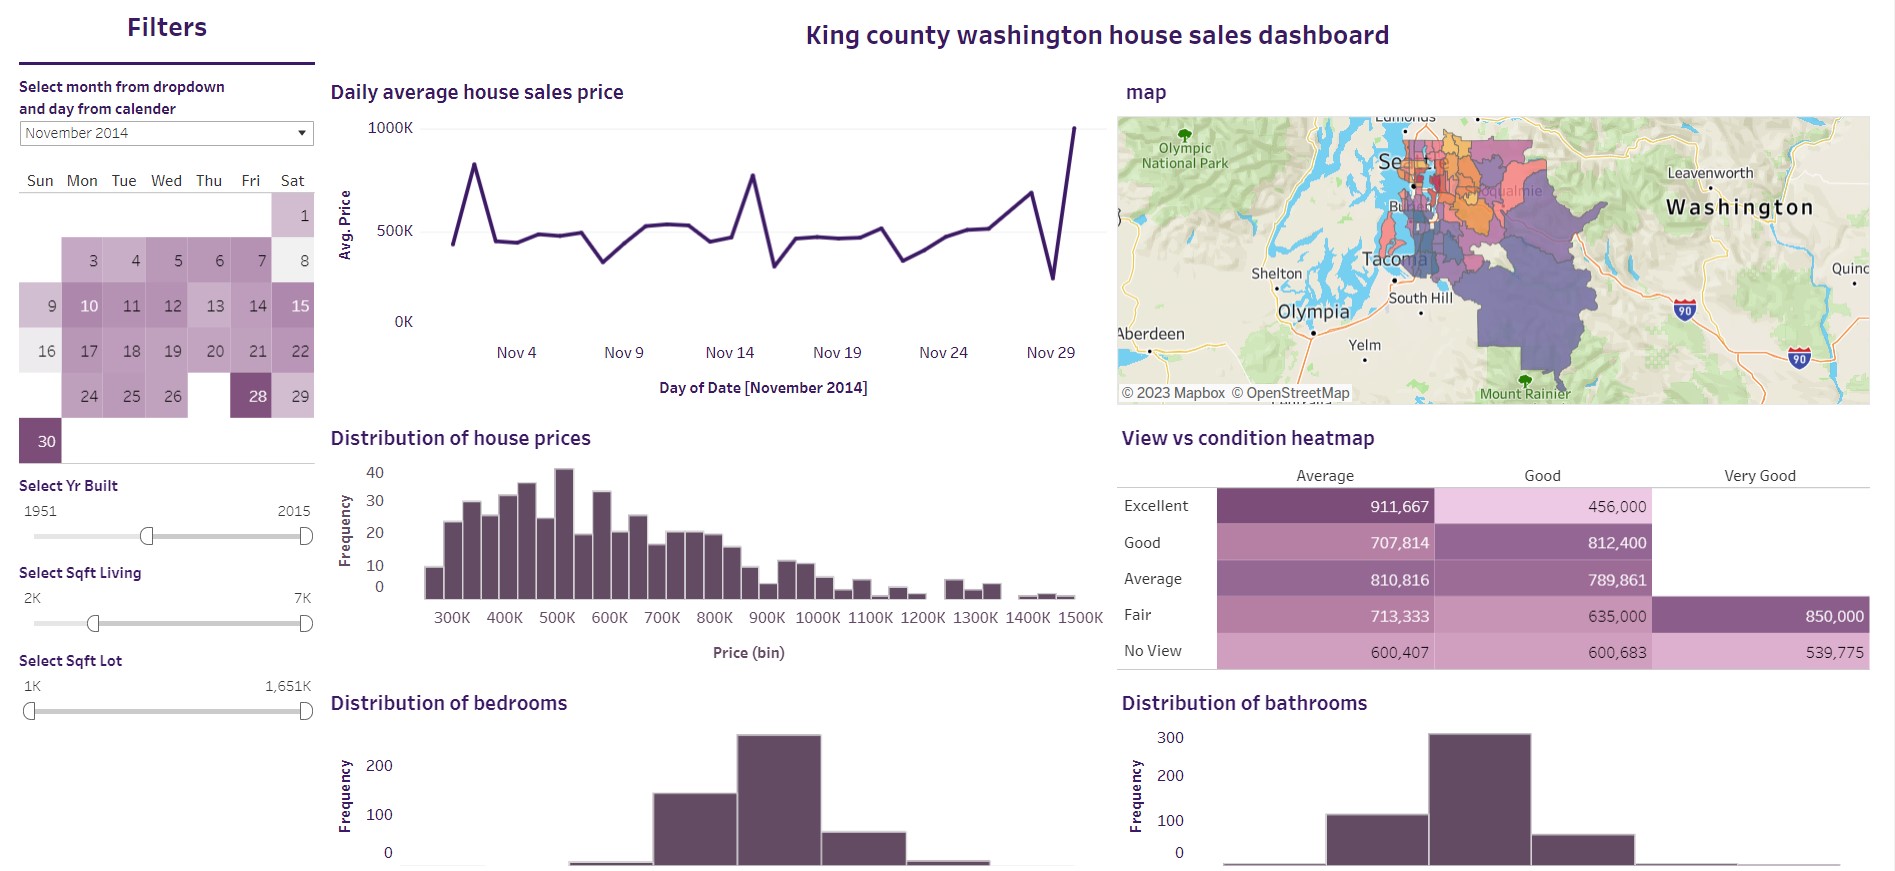 Filters
King county washington house sales dashboard
Select month from dropdown
and day from calender
November 2014
Sun Mon Tue Wed Thu Fri Sat
1
3 4 5 6 7 8
9 10 11 12 13 14 15
16 17 18 19 20 21 22
24 25 26 28 29
30
Select Yr Built
1951 2015
Select Sqft Living
2K 7K
Select Sqft Lot
1K 1,651K
Daily average house sales price
Avg. Price
1000K
500K
0K
Nov 4 Nov 9 Nov 14 Nov 19 Nov 24 Nov 29
Day of Date [November 2014]
map
Edmonds
Olympic
National Park
Seattle
Leavenworth
Washington
Tacoma
Shelton
South Hill
Olympia
Aberdeen
Yelm
Quinc
90
90
Mount Rainier
© 2023 Mapbox © OpenStreetMap
Distribution of house prices
Frequency
40
30
20
10
0
300K 400K 500K 600K 700K 800K 900K 1000K 1100K 1200K 1300K 1400K 1500K
Price (bin)
View vs condition heatmap
Average Good Very Good
Excellent 911,667 456,000
Good 707,814 812,400
Average 810,816 789,861
Fair 713,333 635,000 850,000
No View 600,407 600,683 539,775
Distribution of bedrooms
Frequency
200
100
0
Distribution of bathrooms
Frequency
300
200
100
0